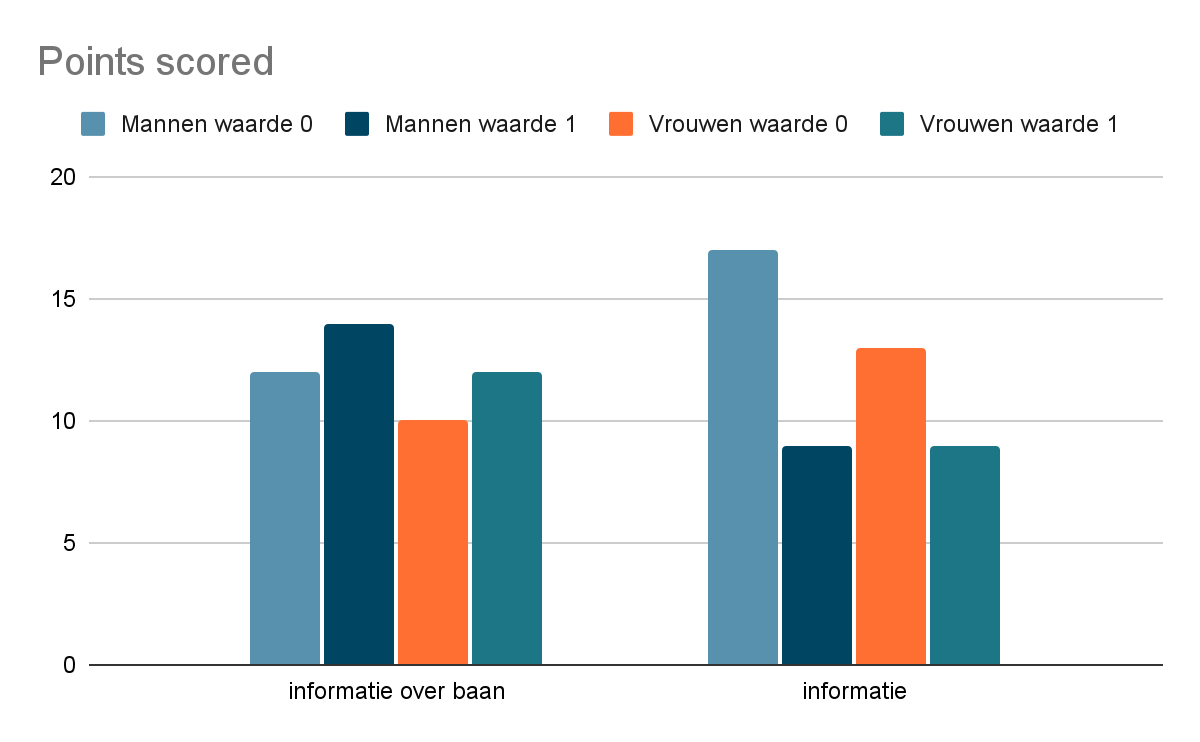 Points scored
Mannen waarde 0 Mannen waarde 1 Vrouwen waarde 0 Vrouwen waarde 1
20
15
10
5
0
informatie over baan informatie